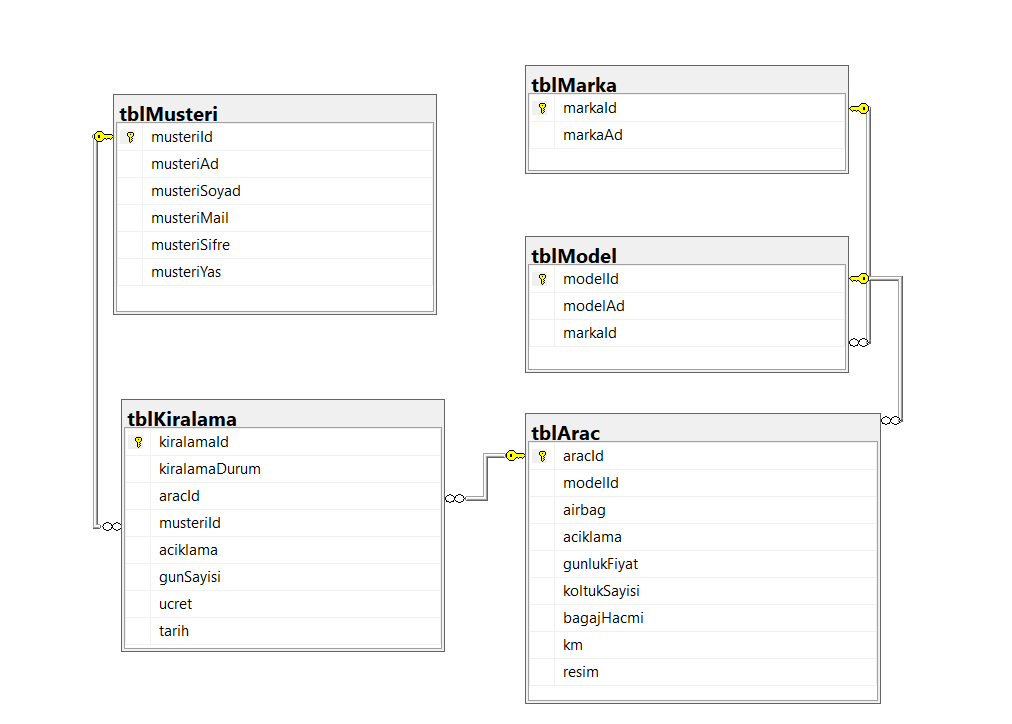 tblMusteri
musteriId
musteriAd
musteriSoyad
musteriMail
musteriSifre
musteriYas
tblMarka
markaId
markaAd
tblModel
modelId
modelAd
markaId
tblKiralama
kiralamaId
kiralamaDurum
aracId
musteriId
aciklama
gunSayisi
ucret
tarih
tblArac
aracId
modelId
airbag
aciklama
gunlukFiyat
koltukSayisi
bagajHacmi
km
resim